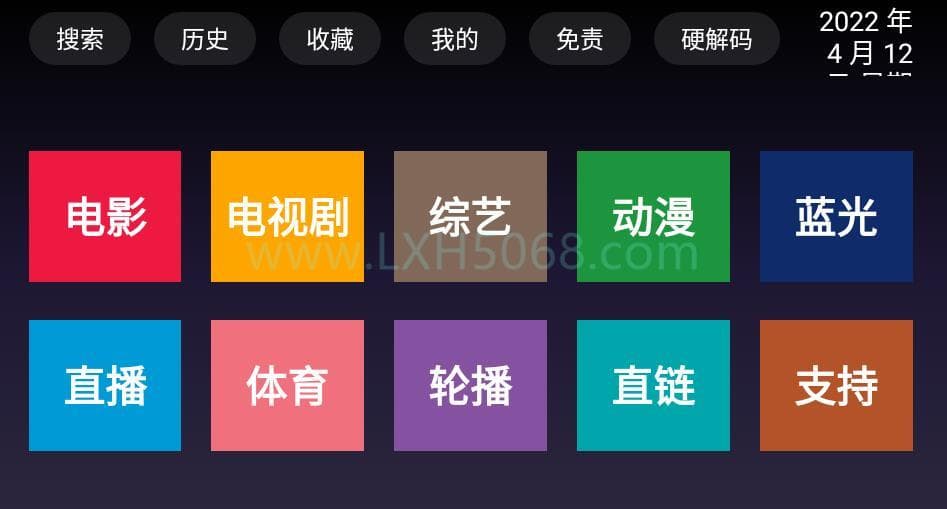 搜索 历史 收藏 我的 免责 硬解码
2022 年
4 月 12
电影 电视剧 综艺 动漫 蓝光
www.LXH5068.com
直播 体育 轮播 直链 支持